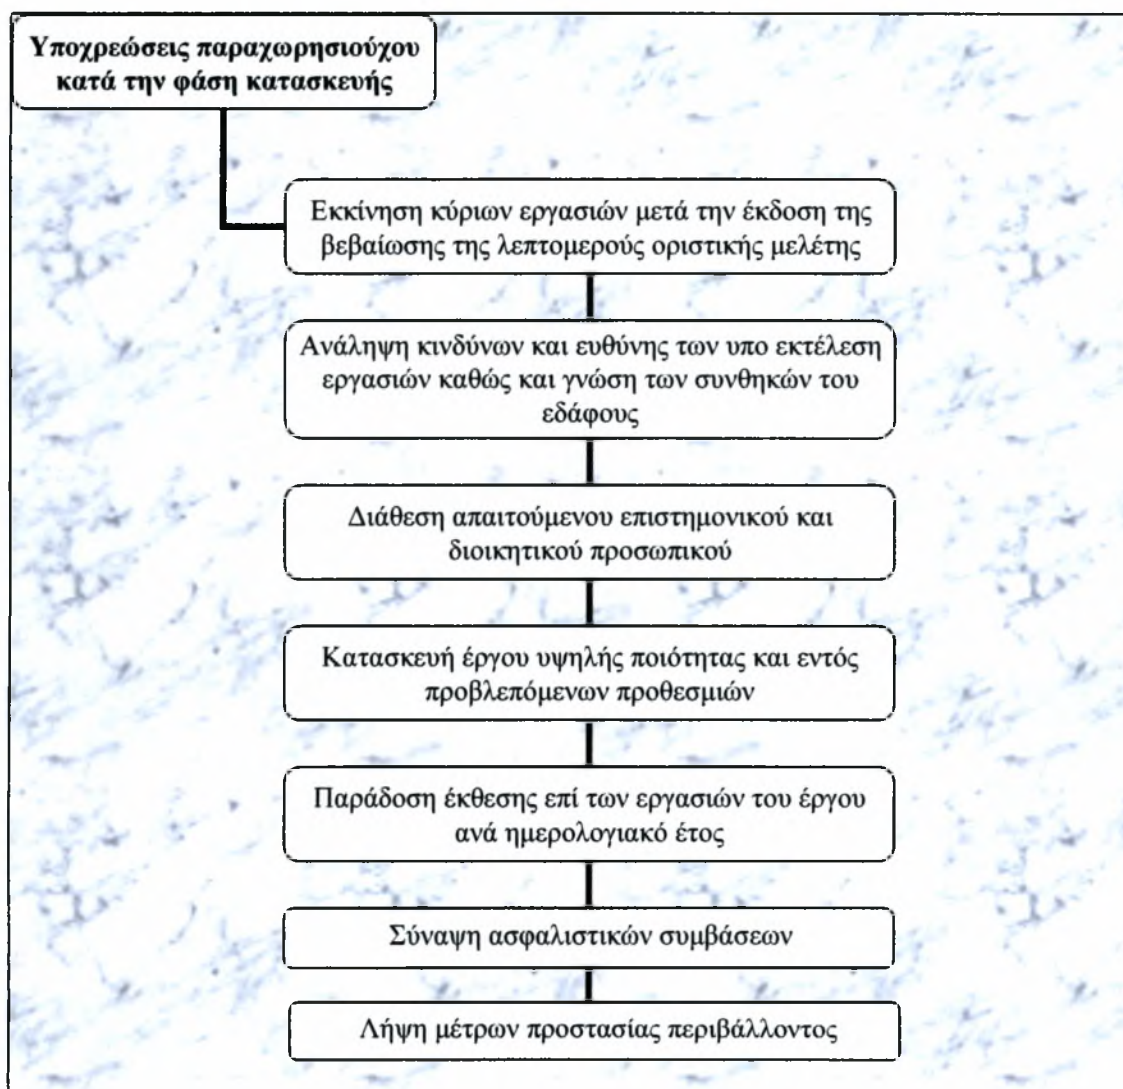 Υποχρεώσεις παραχωρησιούχου
κατά την φάση κατασκευής
Εκκίνηση κύριων εργασιών μετά την έκδοση της
βεβαίωσης της λεπτομερούς οριστικής μελέτης
Ανάληψη κινδύνων και ευθύνης των υπο εκτέλεση
εργασιών καθώς και γνώση των συνθηκών του
εδάφους
Διάθεση απαιτούμενου επιστημονικού και
διοικητικού προσωπικού
Κατασκευή έργου υψηλής ποιότητας και εντός
προβλεπόμενων προθεσμιών
Παράδοση έκθεσης επί των εργασιών του έργου
ανά ημερολογιακό έτος
Σύναψη ασφαλιστικών συμβάσεων
Λήψη μέτρων προστασίας περιβάλλοντος